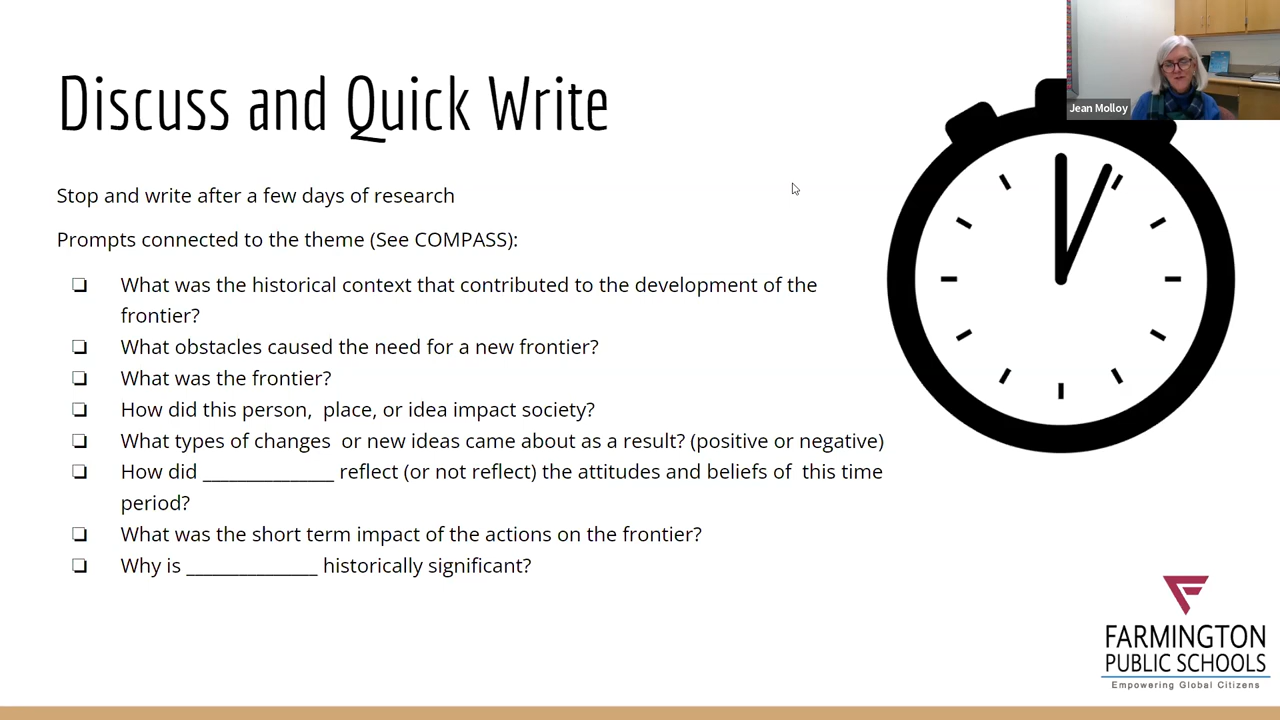 Discuss and Quick Write
Jean Molloy
Stop and write after a few days of research
Prompts connected to the theme (See COMPASS):
What was the historical context that contributed to the development of the
frontier?
What obstacles caused the need for a new frontier?
What was the frontier?
How did this person,  place, or idea impact society?
What types of changes  or new ideas came about as a result? (positive or negative)
How did ______________ reflect (or not reflect) the attitudes and beliefs of  this time
period?
What was the short term impact of the actions on the frontier?
Why is ______________ historically significant?
FARMINGTON
PUBLIC SCHOOLS
Empowering Global Citizens